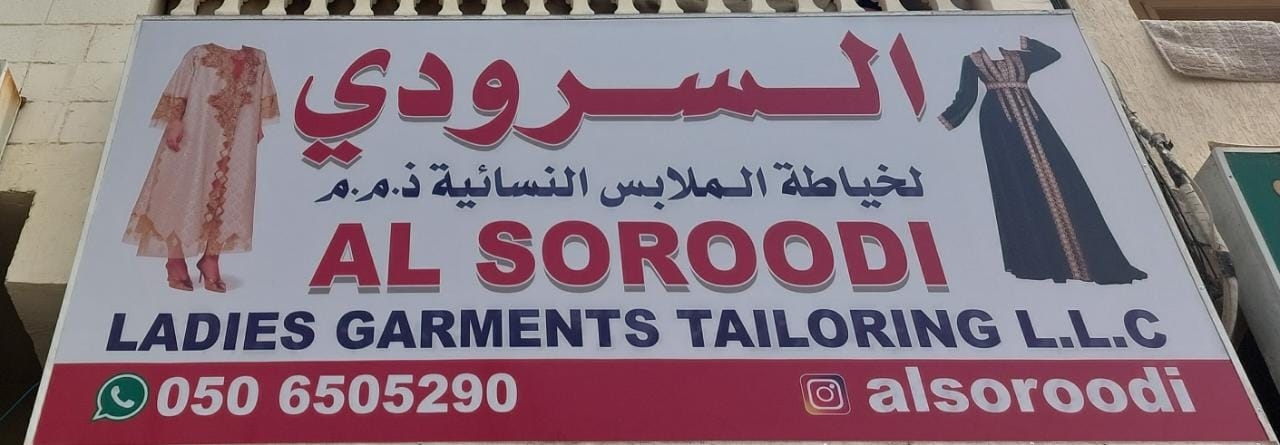 السرودي
لخياطة الملابس النسائية ذ.م.م
AL SOROODI
LADIES GARMENTS TAILORING L.L.C
050 6505290
alsoroodi